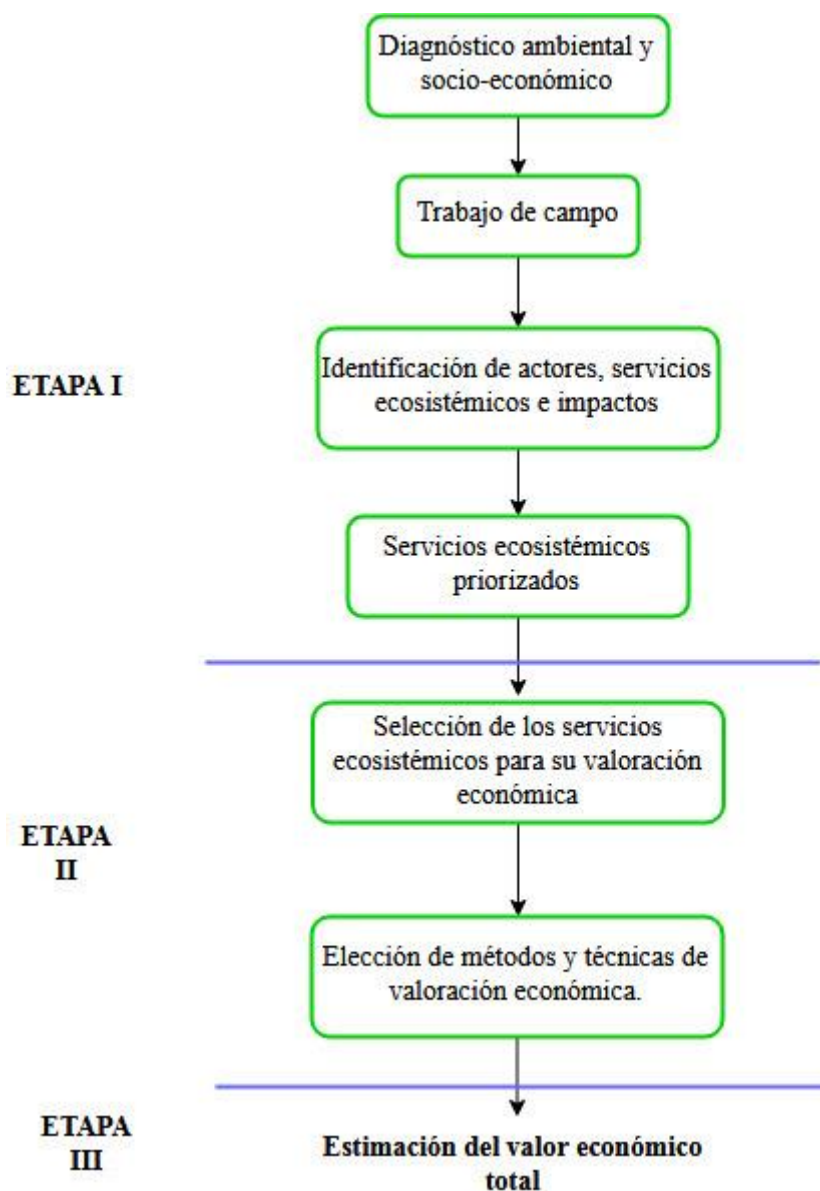 Diagnóstico ambiental y
socio-económico
Trabajo de campo
ETAPA I
Identificación de actores, servicios
ecosistémicos e impactos
Servicios ecosistémicos
priorizados
Selección de los servicios
ecosistémicos para su valoración
económica
ETAPA
II
Elección de métodos y técnicas de
valoración económica.
ETAPA
III
Estimación del valor económico
total